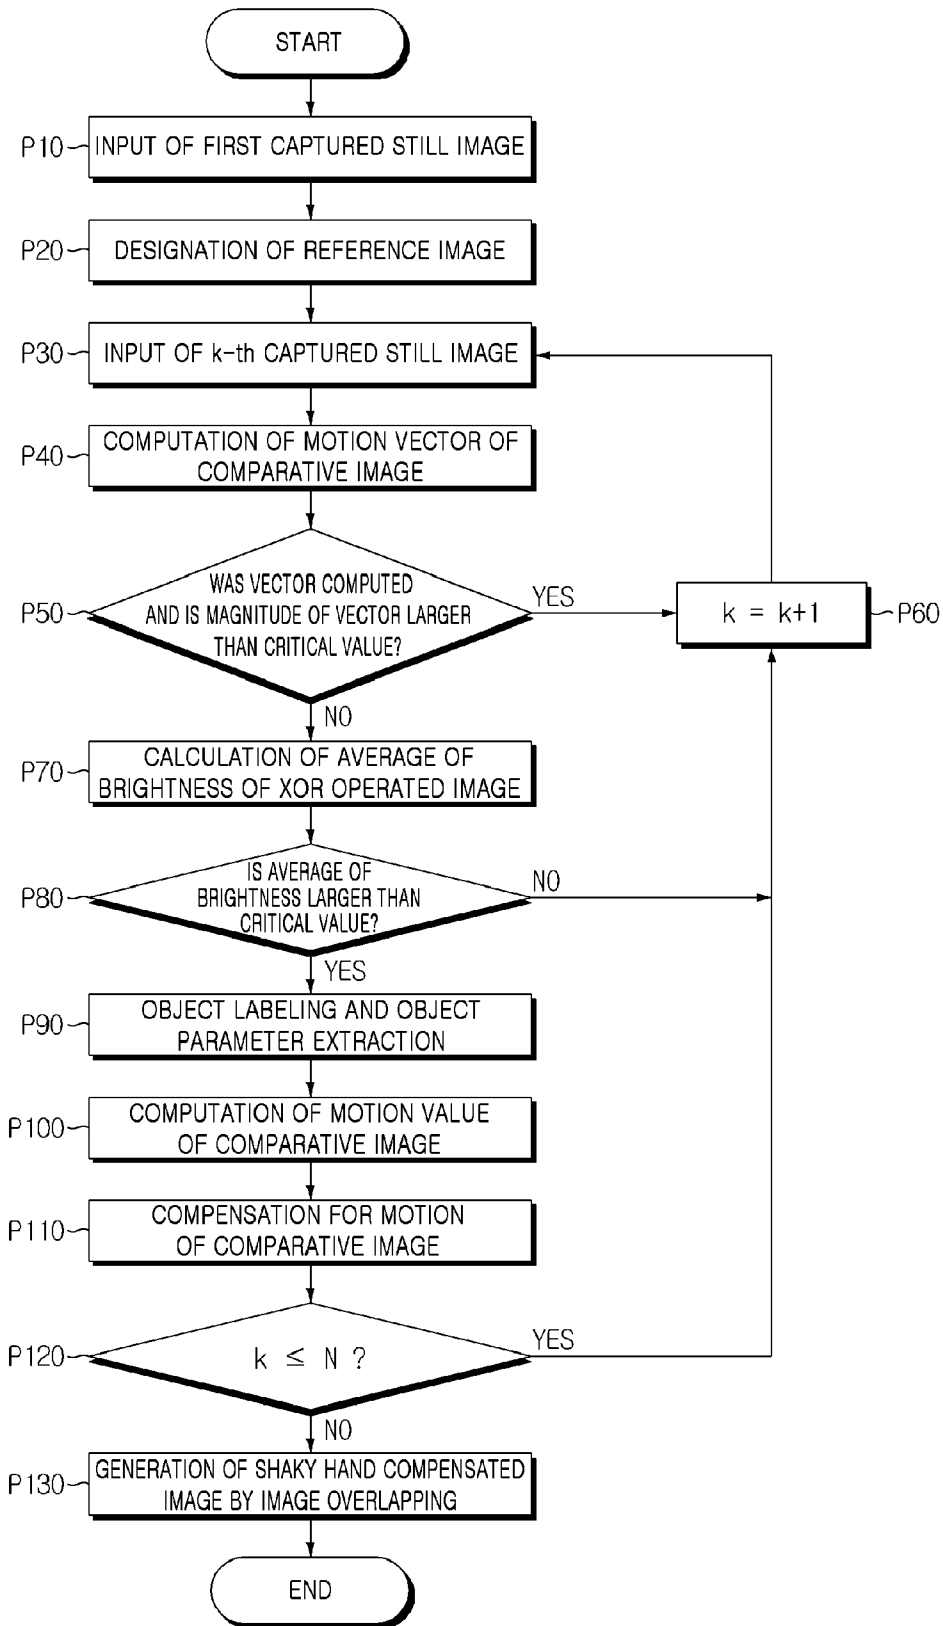 START
P10
INPUT OF FIRST CAPTURED STILL IMAGE
P20
DESIGNATION OF REFERENCE IMAGE
P30
INPUT OF k-th CAPTURED STILL IMAGE
P40
COMPUTATION OF MOTION VECTOR OF
COMPARATIVE IMAGE
P50
WAS VECTOR COMPUTED
AND IS MAGNITUDE OF VECTOR LARGER
THAN CRITICAL VALUE?
YES
k = k+1
P60
NO
P70
CALCULATION OF AVERAGE OF
BRIGHTNESS OF XOR OPERATED IMAGE
P80
IS AVERAGE OF
BRIGHTNESS LARGER THAN
CRITICAL VALUE?
NO
YES
P90
OBJECT LABELING AND OBJECT
PARAMETER EXTRACTION
P100
COMPUTATION OF MOTION VALUE
OF COMPARATIVE IMAGE
P110
COMPENSATION FOR MOTION
OF COMPARATIVE IMAGE
P120
k ≤ N ?
YES
NO
P130
GENERATION OF SHAKY HAND COMPENSATED
IMAGE BY IMAGE OVERLAPPING
END